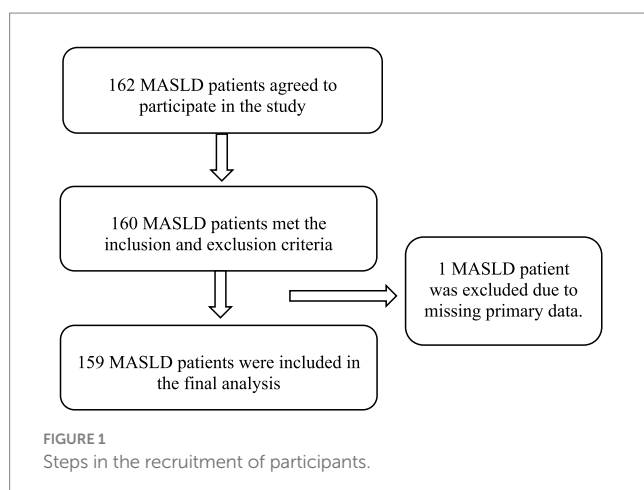 162 MASLD patients agreed to
participate in the study
160 MASLD patients met the
inclusion and exclusion criteria
1 MASLD patient
was excluded due to
missing primary data.
159 MASLD patients were included in
the final analysis
FIGURE 1
Steps in the recruitment of participants.